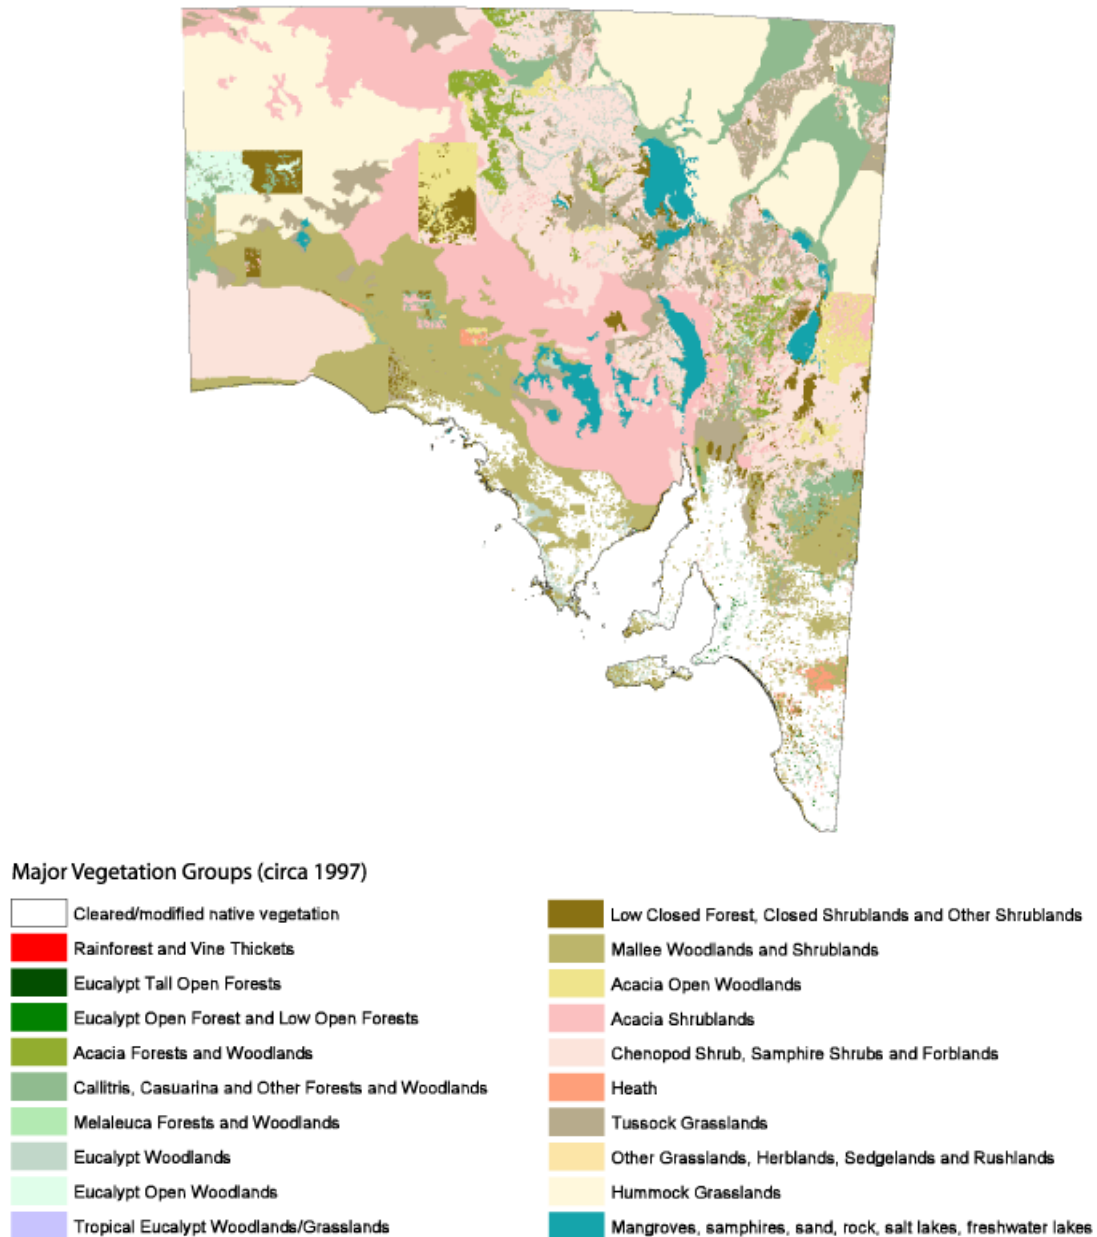 Major Vegetation Groups (circa 1997)
Cleared/modified native vegetation
Rainforest and Vine Thickets
Eucalypt Tall Open Forests
Eucalypt Open Forest and Low Open Forests
Acacia Forests and Woodlands
Callitris, Casuarina and Other Forests and Woodlands
Melaleuca Forests and Woodlands
Eucalypt Woodlands
Eucalypt Open Woodlands
Tropical Eucalypt Woodlands/Grasslands
Low Closed Forest, Closed Shrublands and Other Shrublands
Mallee Woodlands and Shrublands
Acacia Open Woodlands
Acacia Shrublands
Chenopod Shrub, Samphire Shrubs and Forblands
Heath
Tussock Grasslands
Other Grasslands, Herblands, Sedgelands and Rushlands
Hummock Grasslands
Mangroves, samphires, sand, rock, salt lakes, freshwater lakes